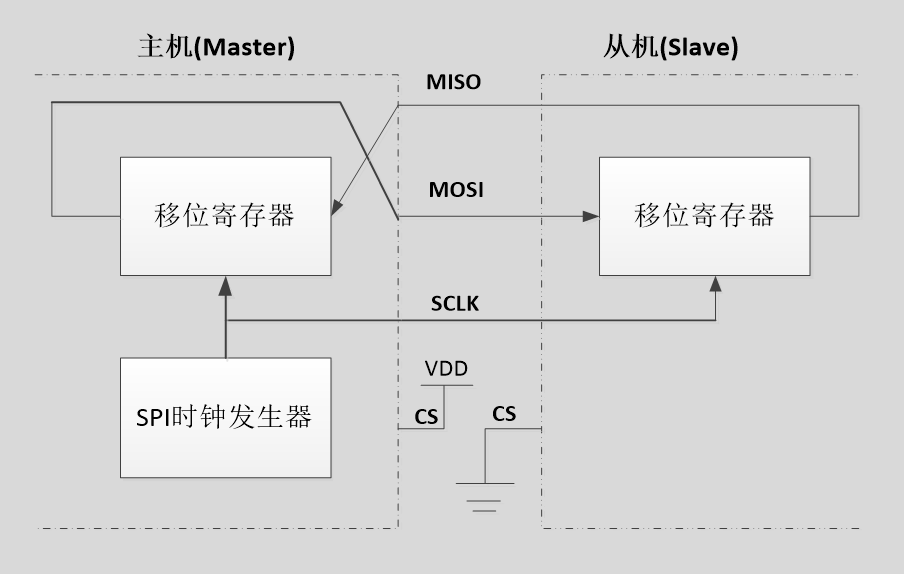 主机(Master)
从机(Slave)
MISO
移位寄存器
MOSI
移位寄存器
SCLK
VDD
SPI时钟发生器
CS
CS